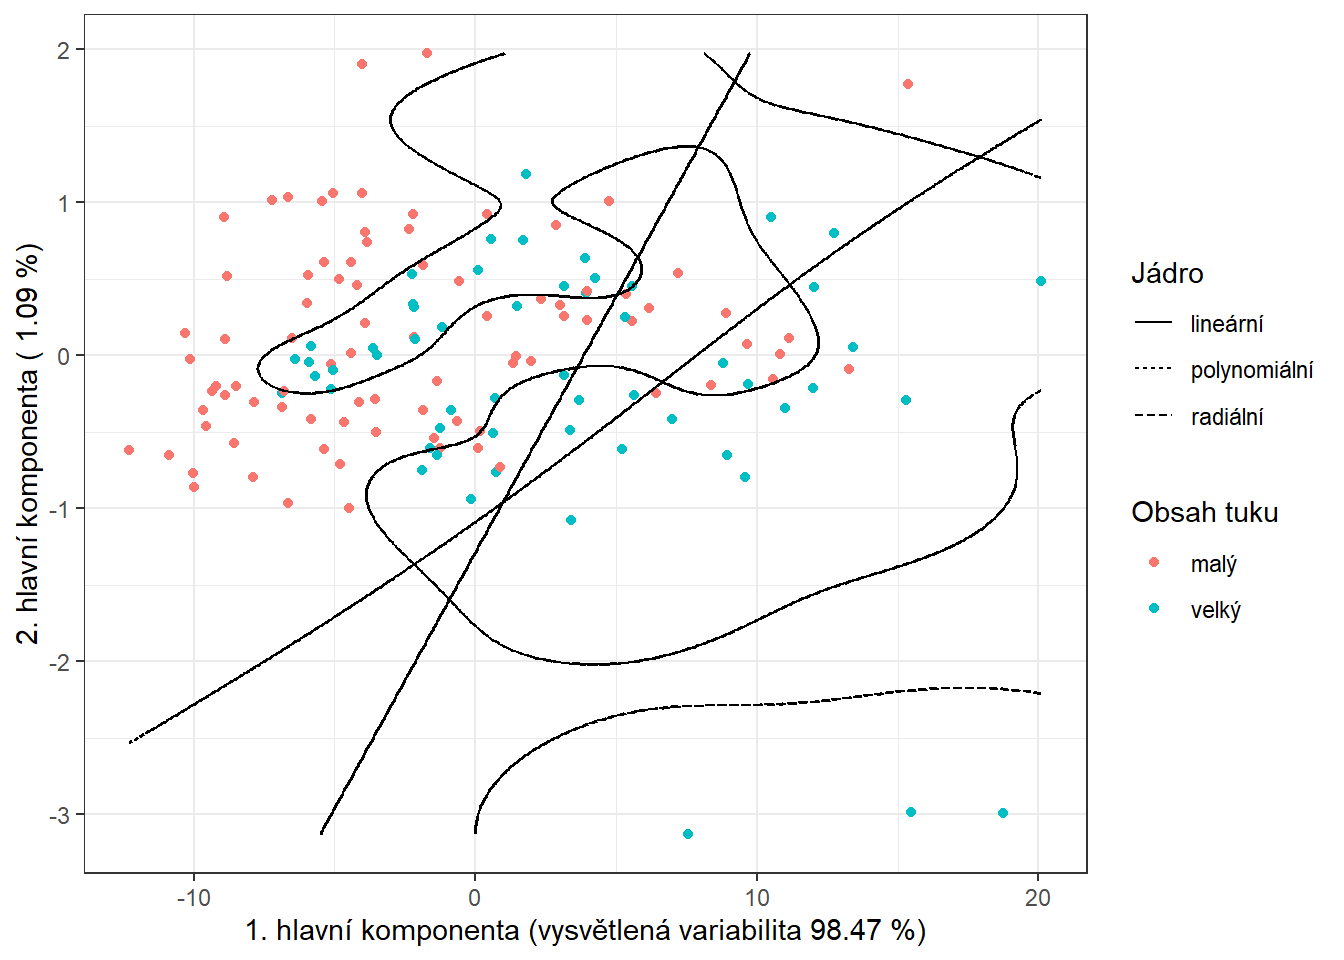 2
1
0
-1
-2
-3
-10
0
10
20
1. hlavní komponenta (vysvětlená variabilita 98.47 %)
2. hlavní komponenta ( 1.09 %)
Jádro
lineární
polynomiální
radiální
Obsah tuku
malý
velký